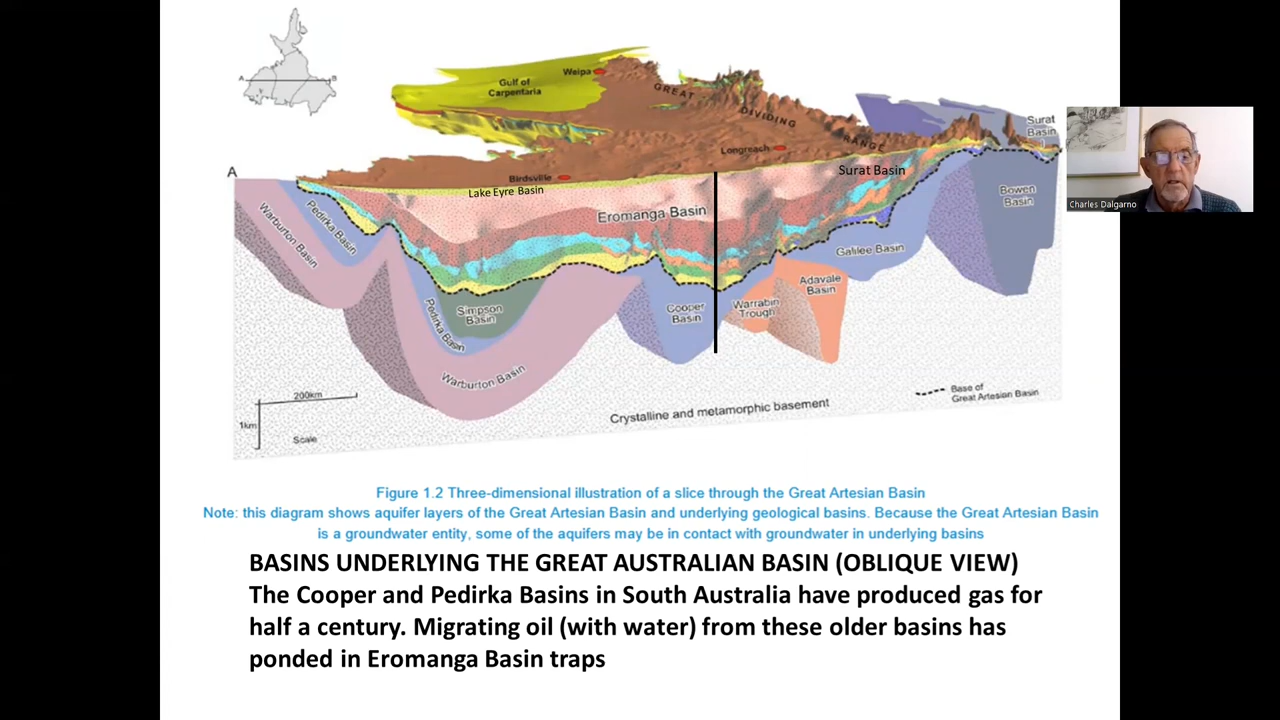 A
B
Weipa
Gulf of
Carpentaria
GREAT
DIVIDING
RANGE
Longreach
Surat
Basin
A
Birdsville
Lake Eyre Basin
Surat Basin
Eromanga Basin
Bowen
Basin
Pedirka Basin
Warburton Basin
Galilee Basin
Adavale
Basin
Simpson
Basin
Cooper
Basin
Warrabin
Trough
Pedirka Basin
Warburton Basin
200km
1km
Scale
Crystalline and metamorphic basement
Base of
Great Artesian Basin
Charles Dalgarno
Figure 1.2 Three-dimensional illustration of a slice through the Great Artesian Basin
Note: this diagram shows aquifer layers of the Great Artesian Basin and underlying geological basins. Because the Great Artesian Basin
is a groundwater entity, some of the aquifers may be in contact with groundwater in underlying basins
BASINS UNDERLYING THE GREAT AUSTRALIAN BASIN (OBLIQUE VIEW)
The Cooper and Pedirka Basins in South Australia have produced gas for
half a century. Migrating oil (with water) from these older basins has
ponded in Eromanga Basin traps